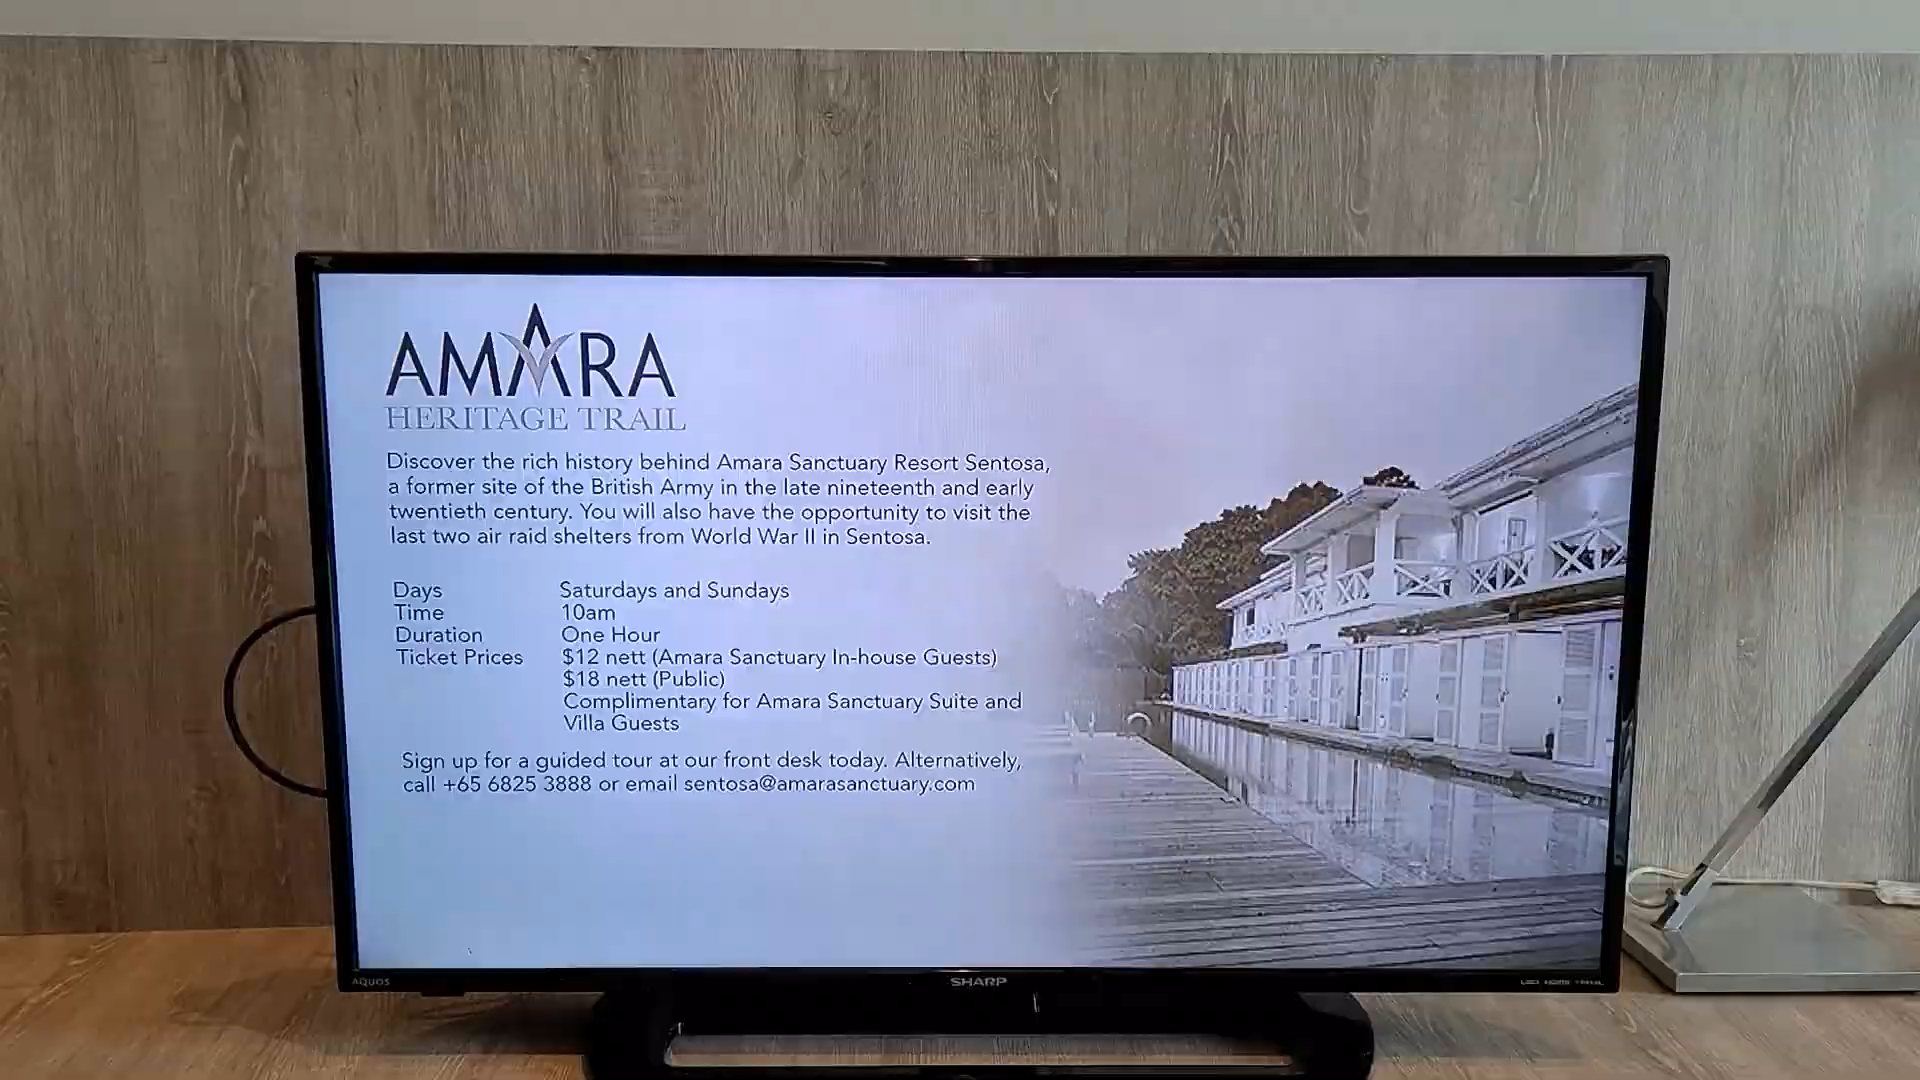 AMARA
HERITAGE TRAIL
Discover the rich history behind Amara Sanctuary Resort Sentosa,
a former site of the British Army in the late nineteenth and early
twentieth century. You will also have the opportunity to visit the
last two air raid shelters from World War II in Sentosa.
Days Saturdays and Sundays
Time 10am
Duration One Hour
Ticket Prices $12 nett (Amara Sanctuary In-house Guests)
$18 nett (Public)
Complimentary for Amara Sanctuary Suite and
Villa Guests
Sign up for a guided tour at our front desk today. Alternatively,
call +65 6825 3888 or email sentosa@amarasanctuary.com
AQUOS
SHARP
LED HDMI